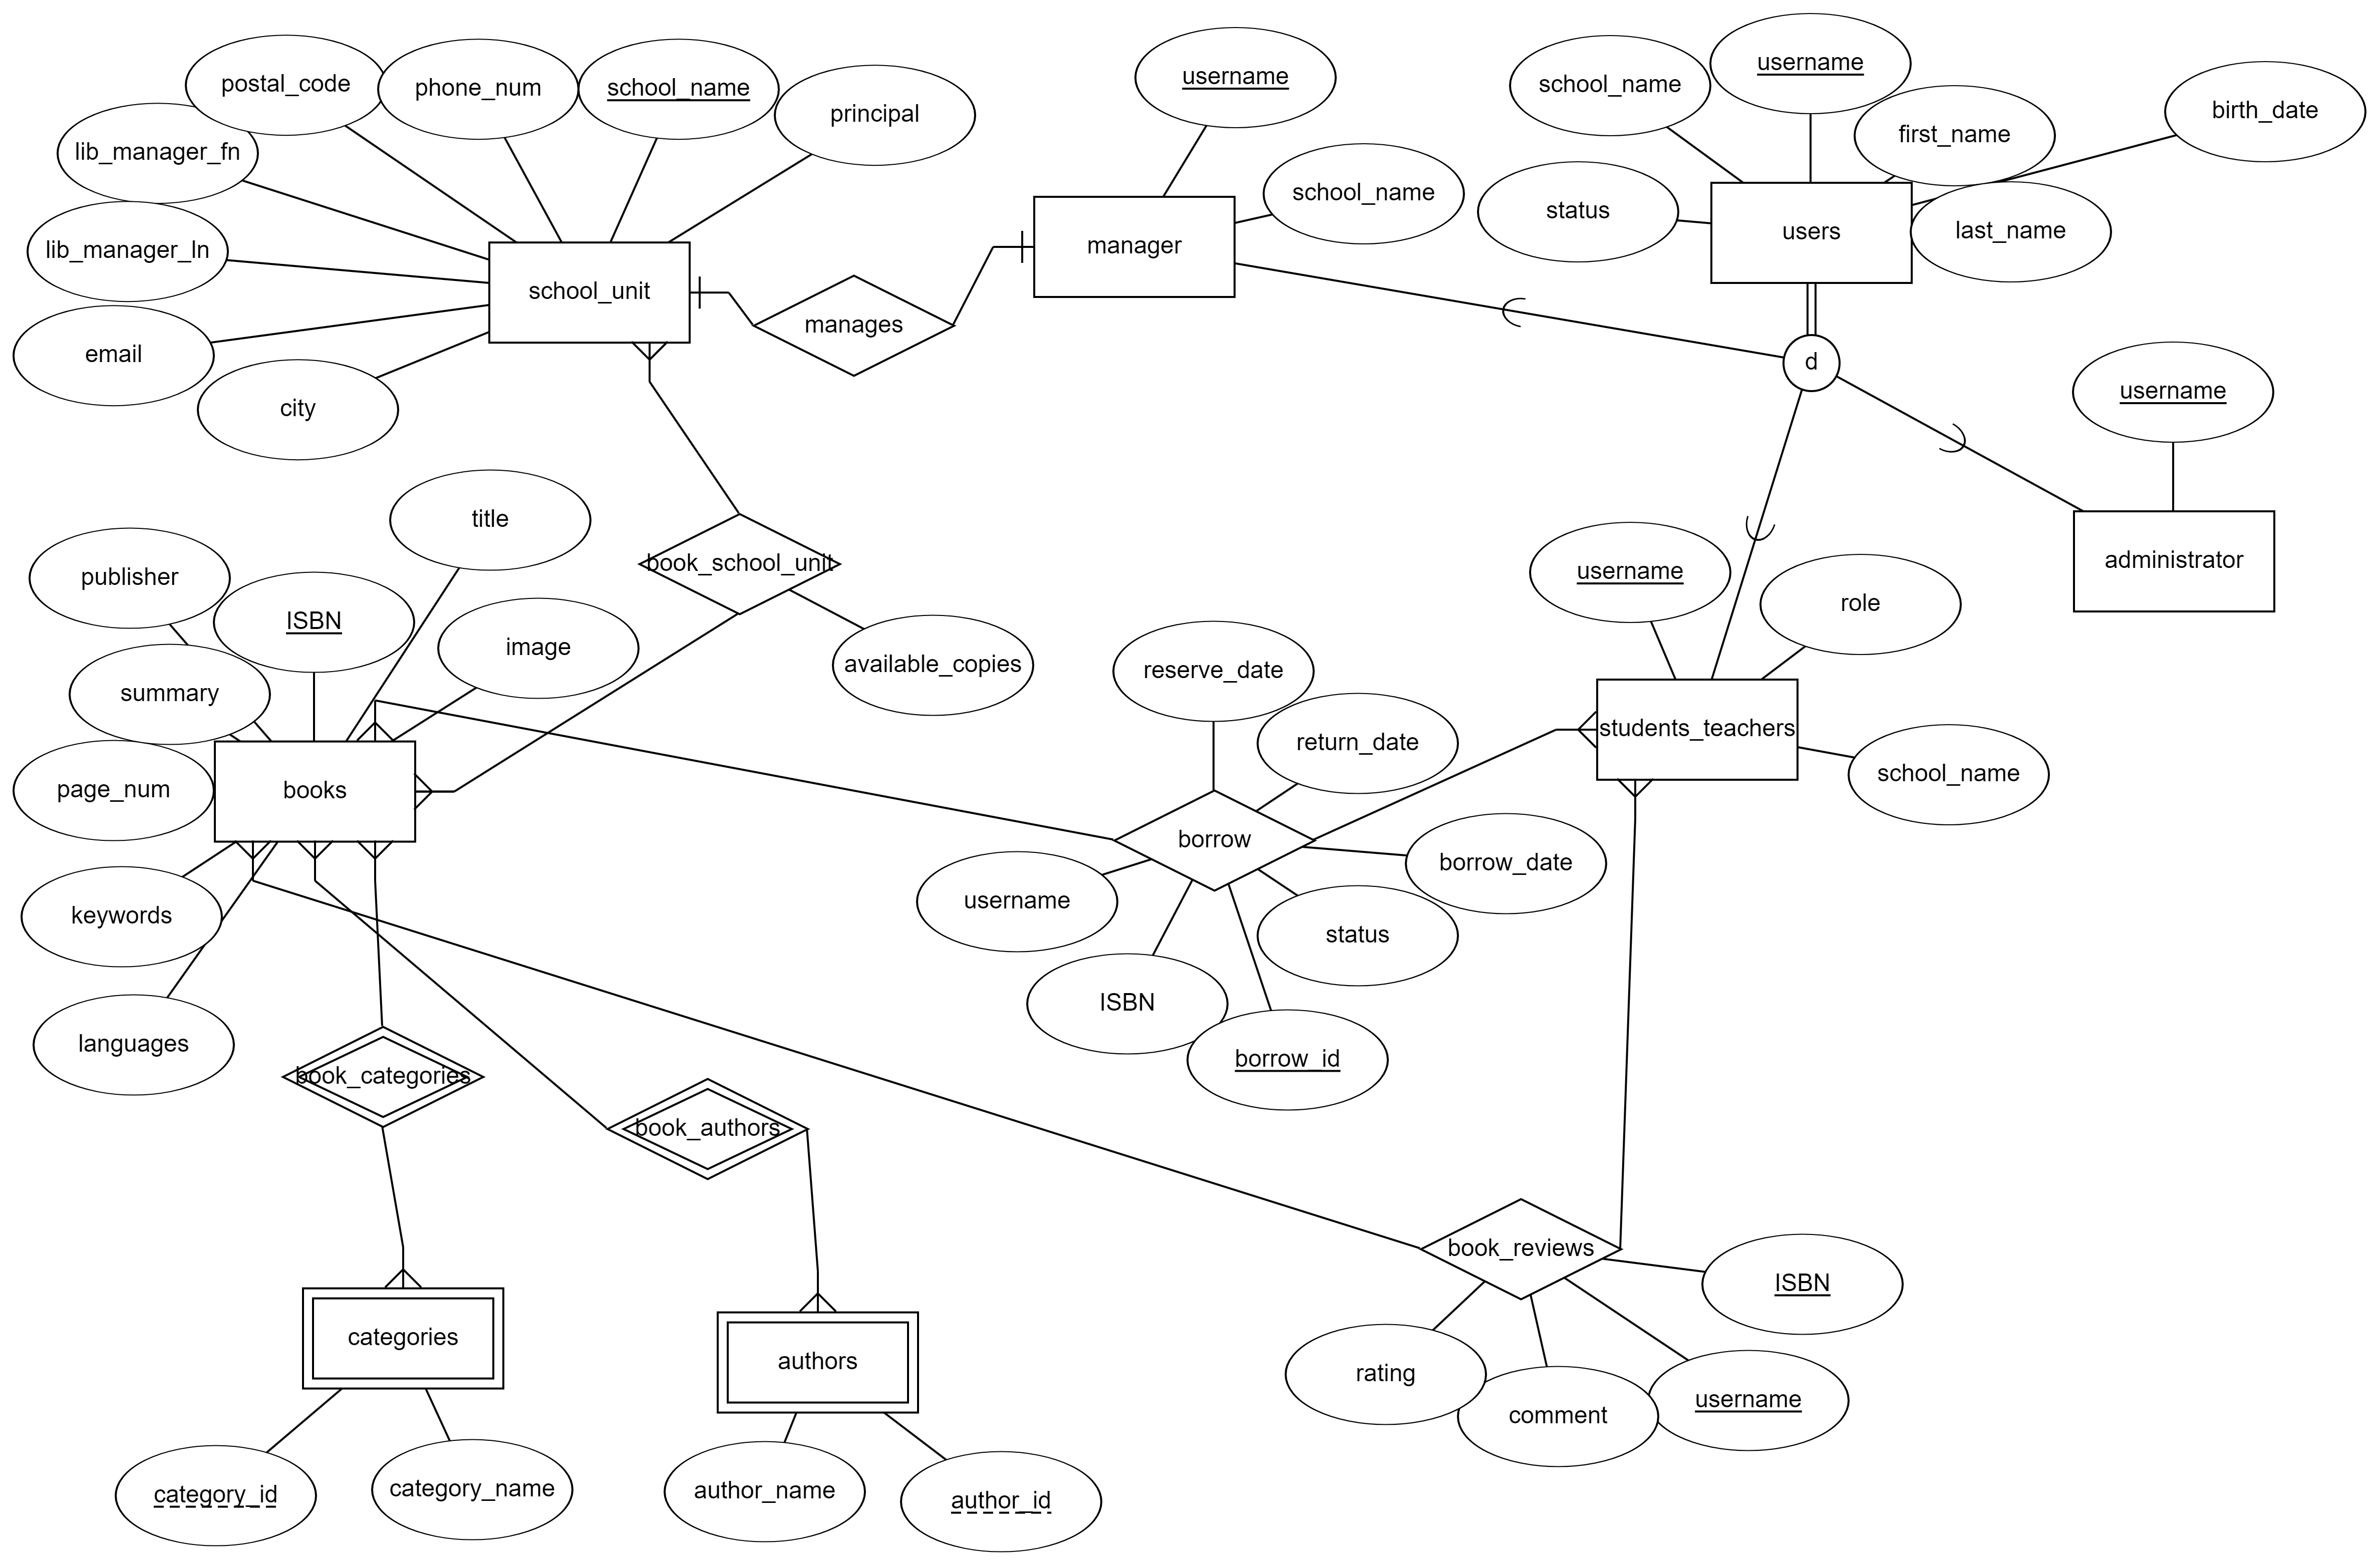 postal_code
phone_num
school_name
principal
lib_manager_fn
lib_manager_ln
email
city
school_unit
manages
username
school_name
manager
school_name
username
first_name
birth_date
status
users
last_name
d
username
administrator
title
publisher
ISBN
image
summary
page_num
books
keywords
languages
book_school_unit
available_copies
reserve_date
return_date
borrow
borrow_date
username
status
ISBN
borrow_id
username
role
students_teachers
school_name
book_categories
book_authors
book_reviews
ISBN
rating
comment
username
categories
category_id
category_name
authors
author_name
author_id